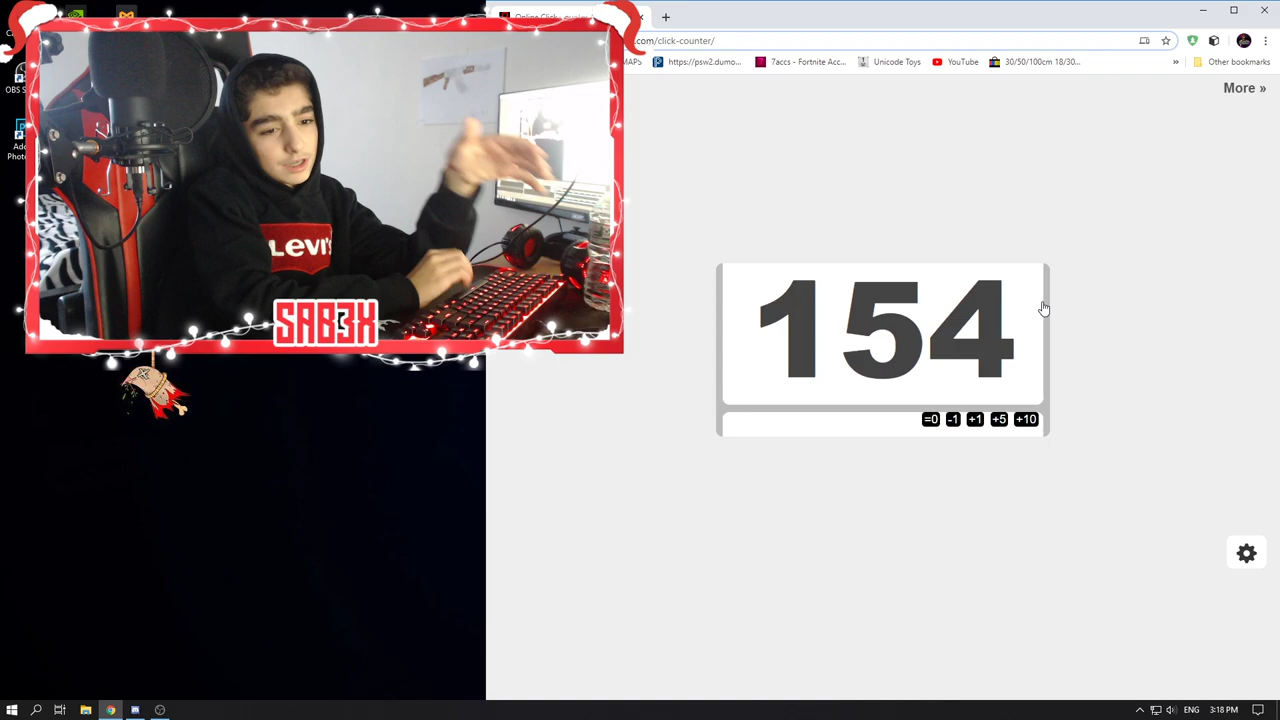 .com/click-counter/
https://psw2.dumo...
7accs - Fortnite Acc...
Unicode Toys
YouTube
30/50/100cm 18/30...
»
Other bookmarks
More »
Levi's
SAB3X
154
=0
-1
+1
+5
+10
ENG
3:18 PM